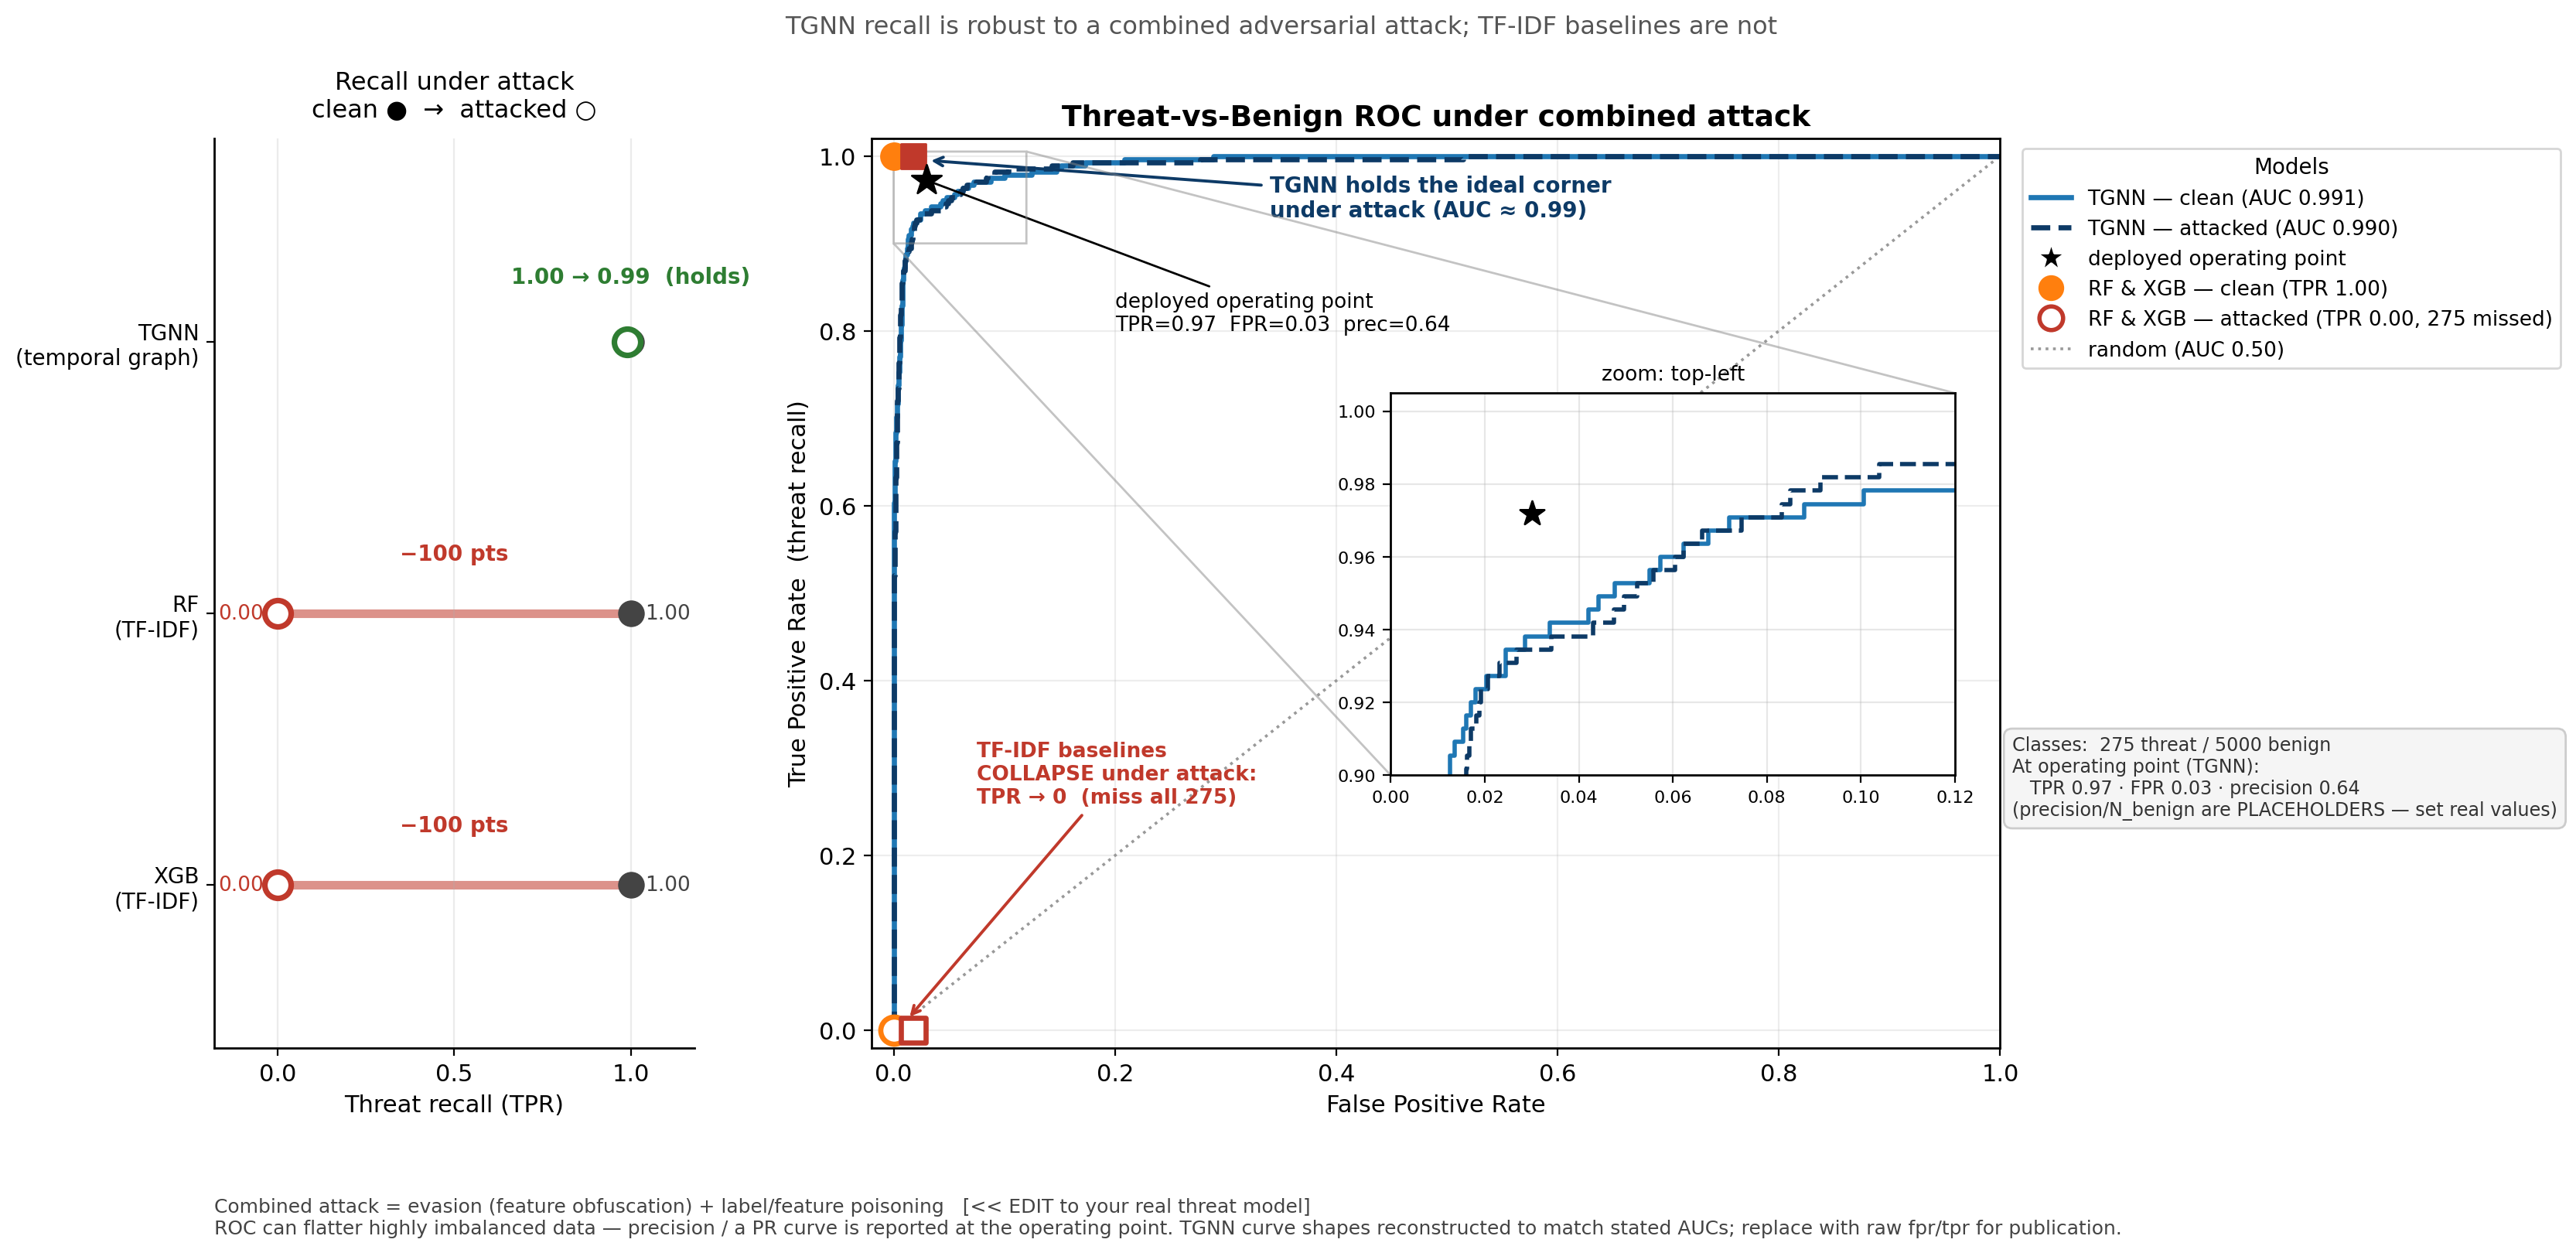 TGNN recall is robust to a combined adversarial attack; TF-IDF baselines are not
Recall under attack
clean ● → attacked ○
1.00 → 0.99 (holds)
TGNN
(temporal graph)
−100 pts
RF
(TF-IDF)
0.00
1.00
−100 pts
XGB
(TF-IDF)
0.00
1.00
0.0
0.5
1.0
Threat recall (TPR)
Threat-vs-Benign ROC under combined attack
True Positive Rate (threat recall)
1.0
0.8
0.6
0.4
0.2
0.0
TGNN holds the ideal corner
under attack (AUC ≈ 0.99)
deployed operating point
TPR=0.97 FPR=0.03 prec=0.64
zoom: top-left
1.00
0.98
0.96
0.94
0.92
0.90
0.00
0.02
0.04
0.06
0.08
0.10
0.12
TF-IDF baselines
COLLAPSE under attack:
TPR → 0 (miss all 275)
0.0
0.2
0.4
0.6
0.8
1.0
False Positive Rate
Models
TGNN — clean (AUC 0.991)
TGNN — attacked (AUC 0.990)
deployed operating point
RF & XGB — clean (TPR 1.00)
RF & XGB — attacked (TPR 0.00, 275 missed)
random (AUC 0.50)
Classes: 275 threat / 5000 benign
At operating point (TGNN):
TPR 0.97 · FPR 0.03 · precision 0.64
(precision/N_benign are PLACEHOLDERS — set real values)
Combined attack = evasion (feature obfuscation) + label/feature poisoning [<< EDIT to your real threat model]
ROC can flatter highly imbalanced data — precision / a PR curve is reported at the operating point. TGNN curve shapes reconstructed to match stated AUCs; replace with raw fpr/tpr for publication.